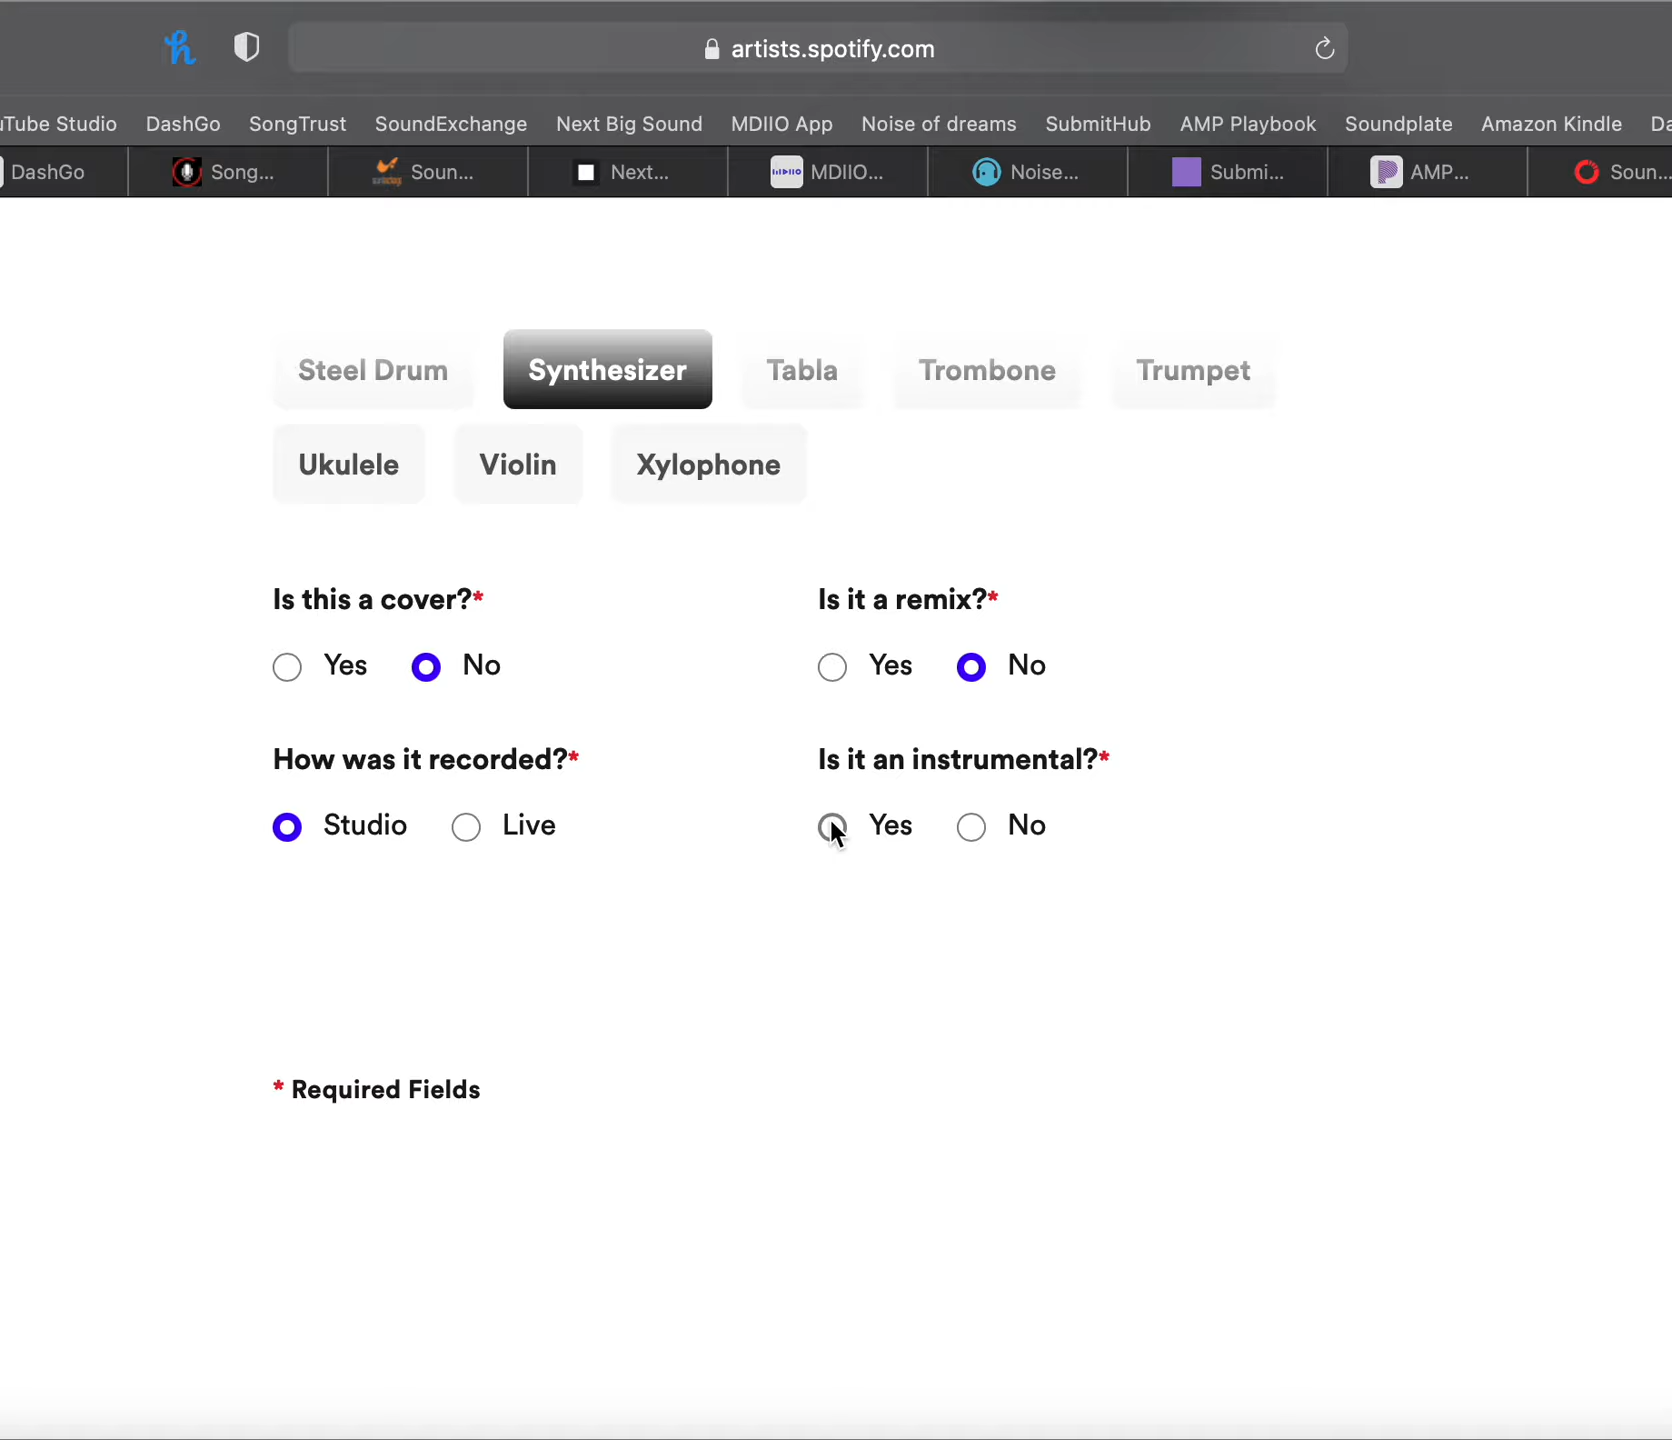 artists.spotify.com
uTube Studio DashGo SongTrust SoundExchange Next Big Sound MDIIO App Noise of dreams SubmitHub AMP Playbook Soundplate Amazon Kindle Da
DashGo Song... Soun... Next... MDIIO... Noise... Submi... AMP... Soun...
Steel Drum Synthesizer Tabla Trombone Trumpet
Ukulele Violin Xylophone
Is this a cover?* Is it a remix?*
Yes No Yes No
How was it recorded?* Is it an instrumental?*
Studio Live Yes No
* Required Fields